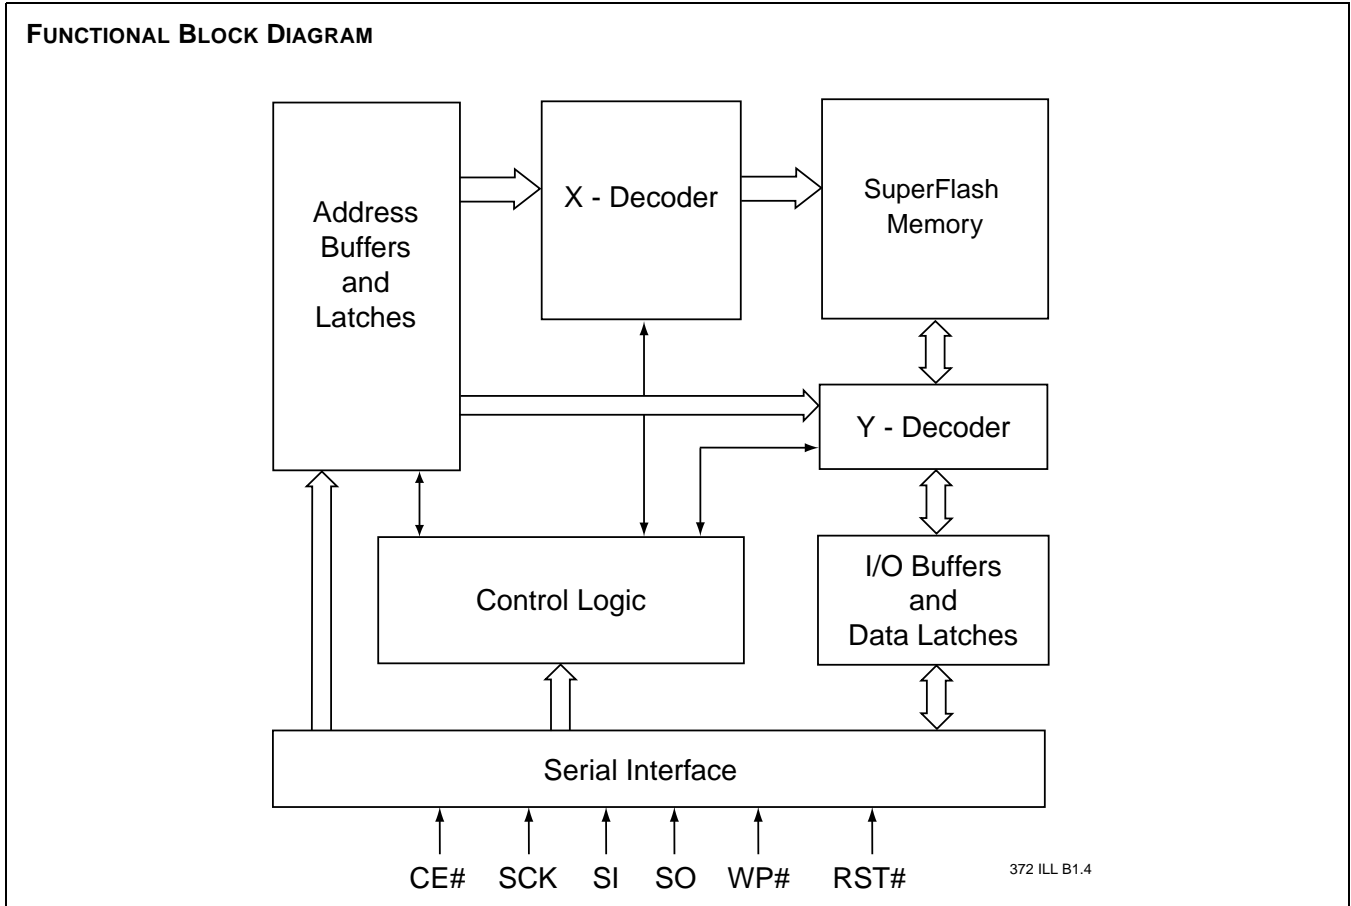 FUNCTIONAL BLOCK DIAGRAM
Address
Buffers
and
Latches
X - Decoder
SuperFlash
Memory
Y - Decoder
Control Logic
I/O Buffers
and
Data Latches
Serial Interface
CE# SCK SI SO WP# RST#
372 ILL B1.4